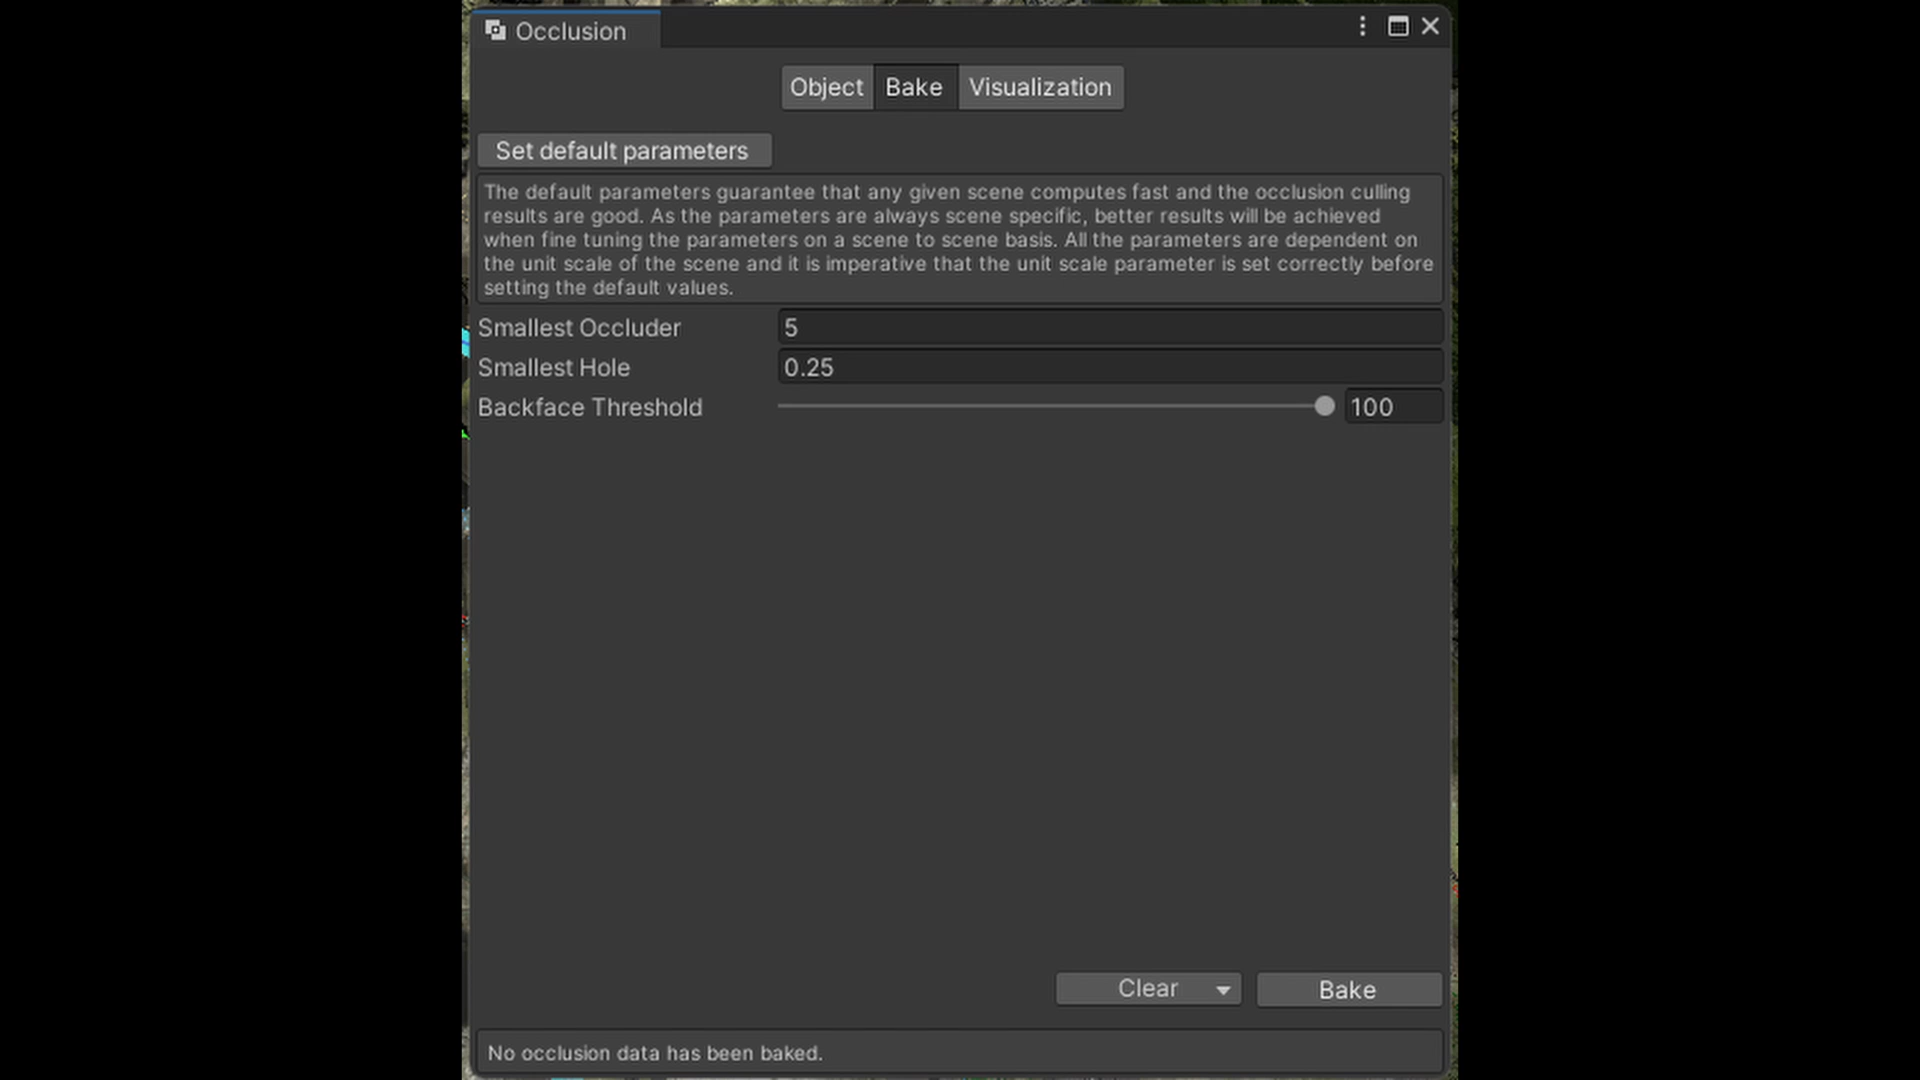 Occlusion
Object Bake Visualization
Set default parameters
The default parameters guarantee that any given scene computes fast and the occlusion culling
results are good. As the parameters are always scene specific, better results will be achieved
when fine tuning the parameters on a scene to scene basis. All the parameters are dependent on
the unit scale of the scene and it is imperative that the unit scale parameter is set correctly before
setting the default values.
Smallest Occluder 5
Smallest Hole 0.25
Backface Threshold 100
Clear Bake
No occlusion data has been baked.